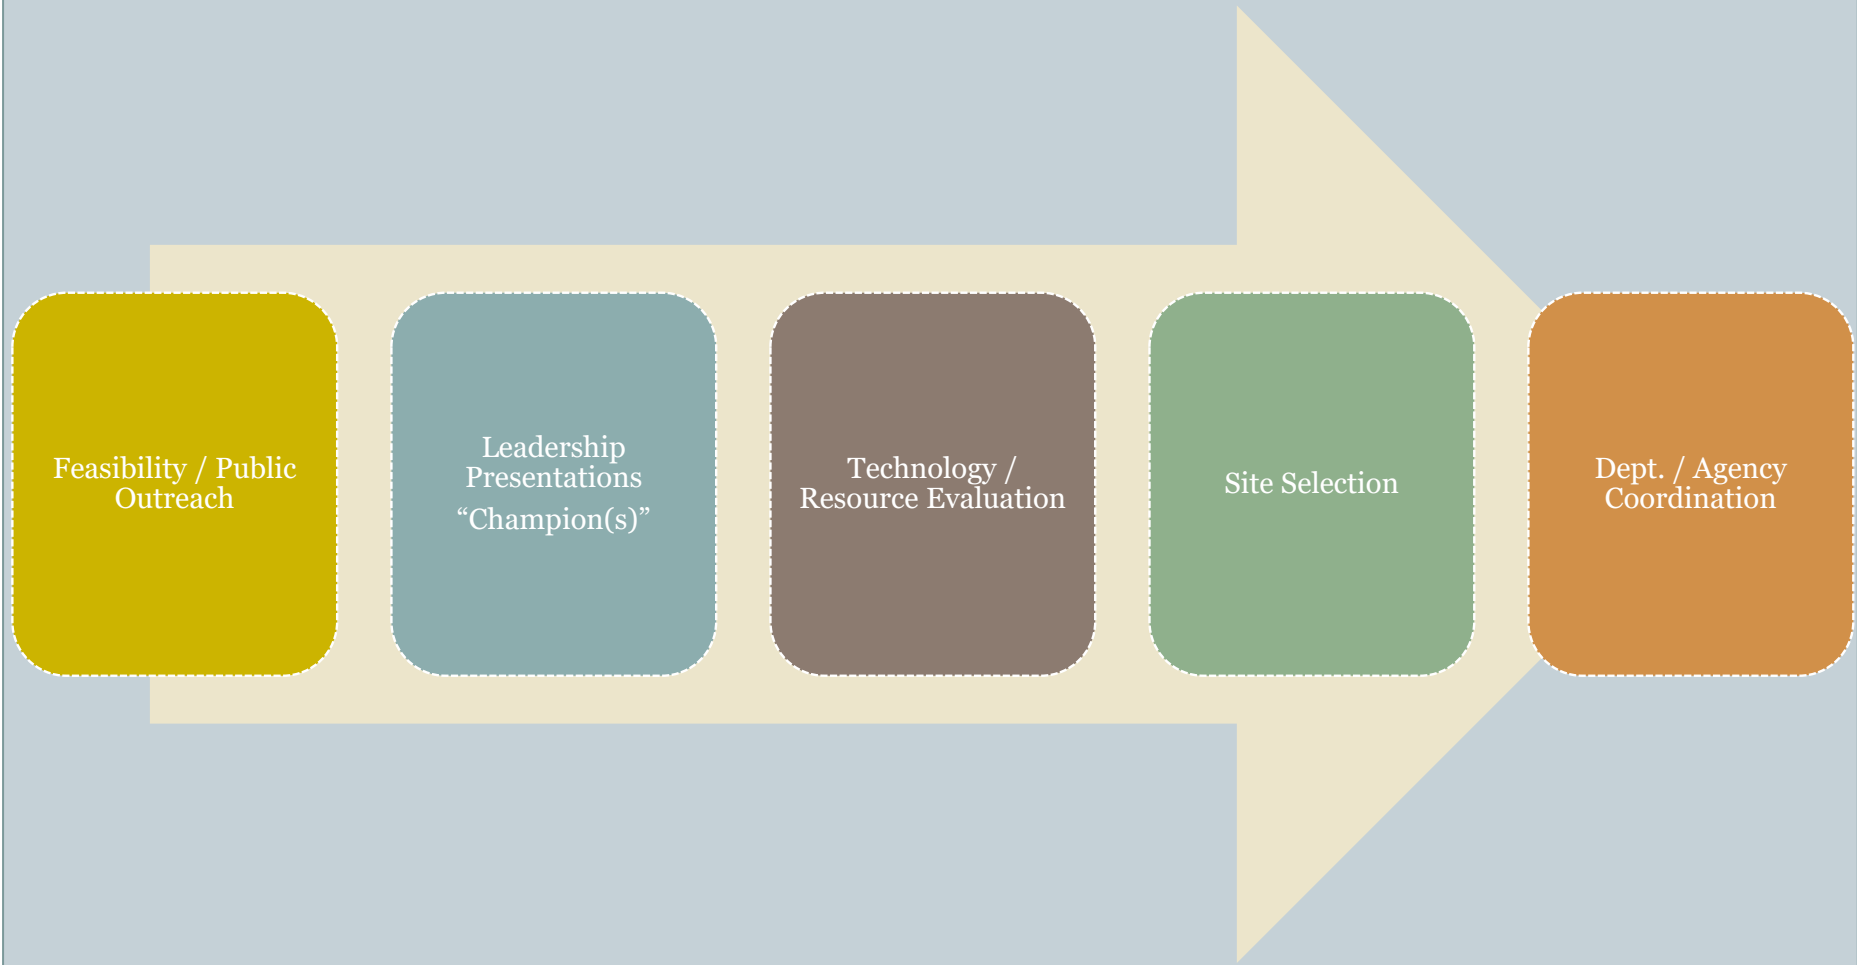 Feasibility / Public
Outreach
Leadership
Presentations
“Champion(s)”
Technology /
Resource Evaluation
Site Selection
Dept. / Agency
Coordination